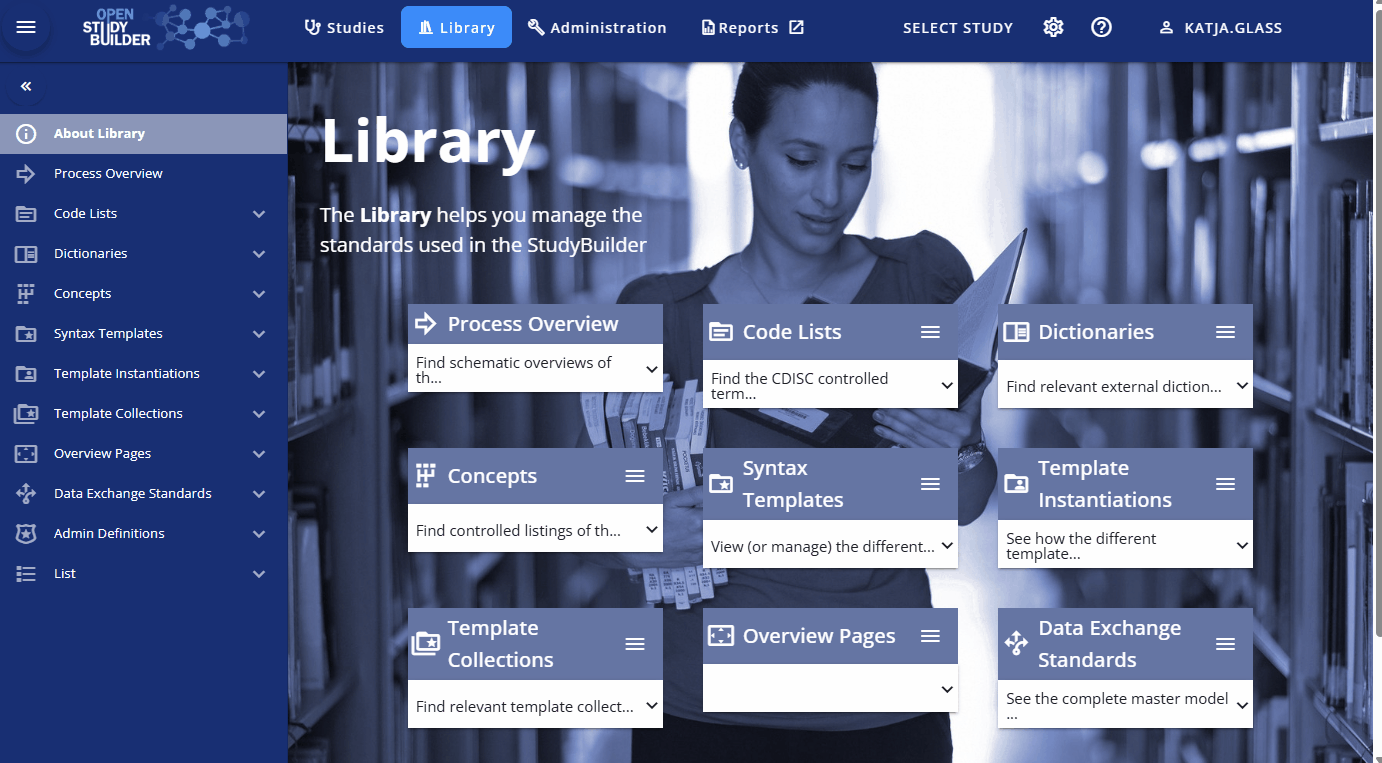 OPEN
STUDY
BUILDER
Studies
Library
Administration
Reports
SELECT STUDY
KATJA.GLASS
About Library
Process Overview
Code Lists
Dictionaries
Concepts
Syntax Templates
Template Instantiations
Template Collections
Overview Pages
Data Exchange Standards
Admin Definitions
List
Library
The Library helps you manage the
standards used in the StudyBuilder
Process Overview
Find schematic overviews of
th...
Code Lists
Find the CDISC controlled
term...
Dictionaries
Find relevant external diction...
Concepts
Find controlled listings of th...
Syntax
Templates
View (or manage) the different...
Template
Instantiations
See how the different
template...
Template
Collections
Find relevant template collect...
Overview Pages
Data Exchange
Standards
See the complete master model
...